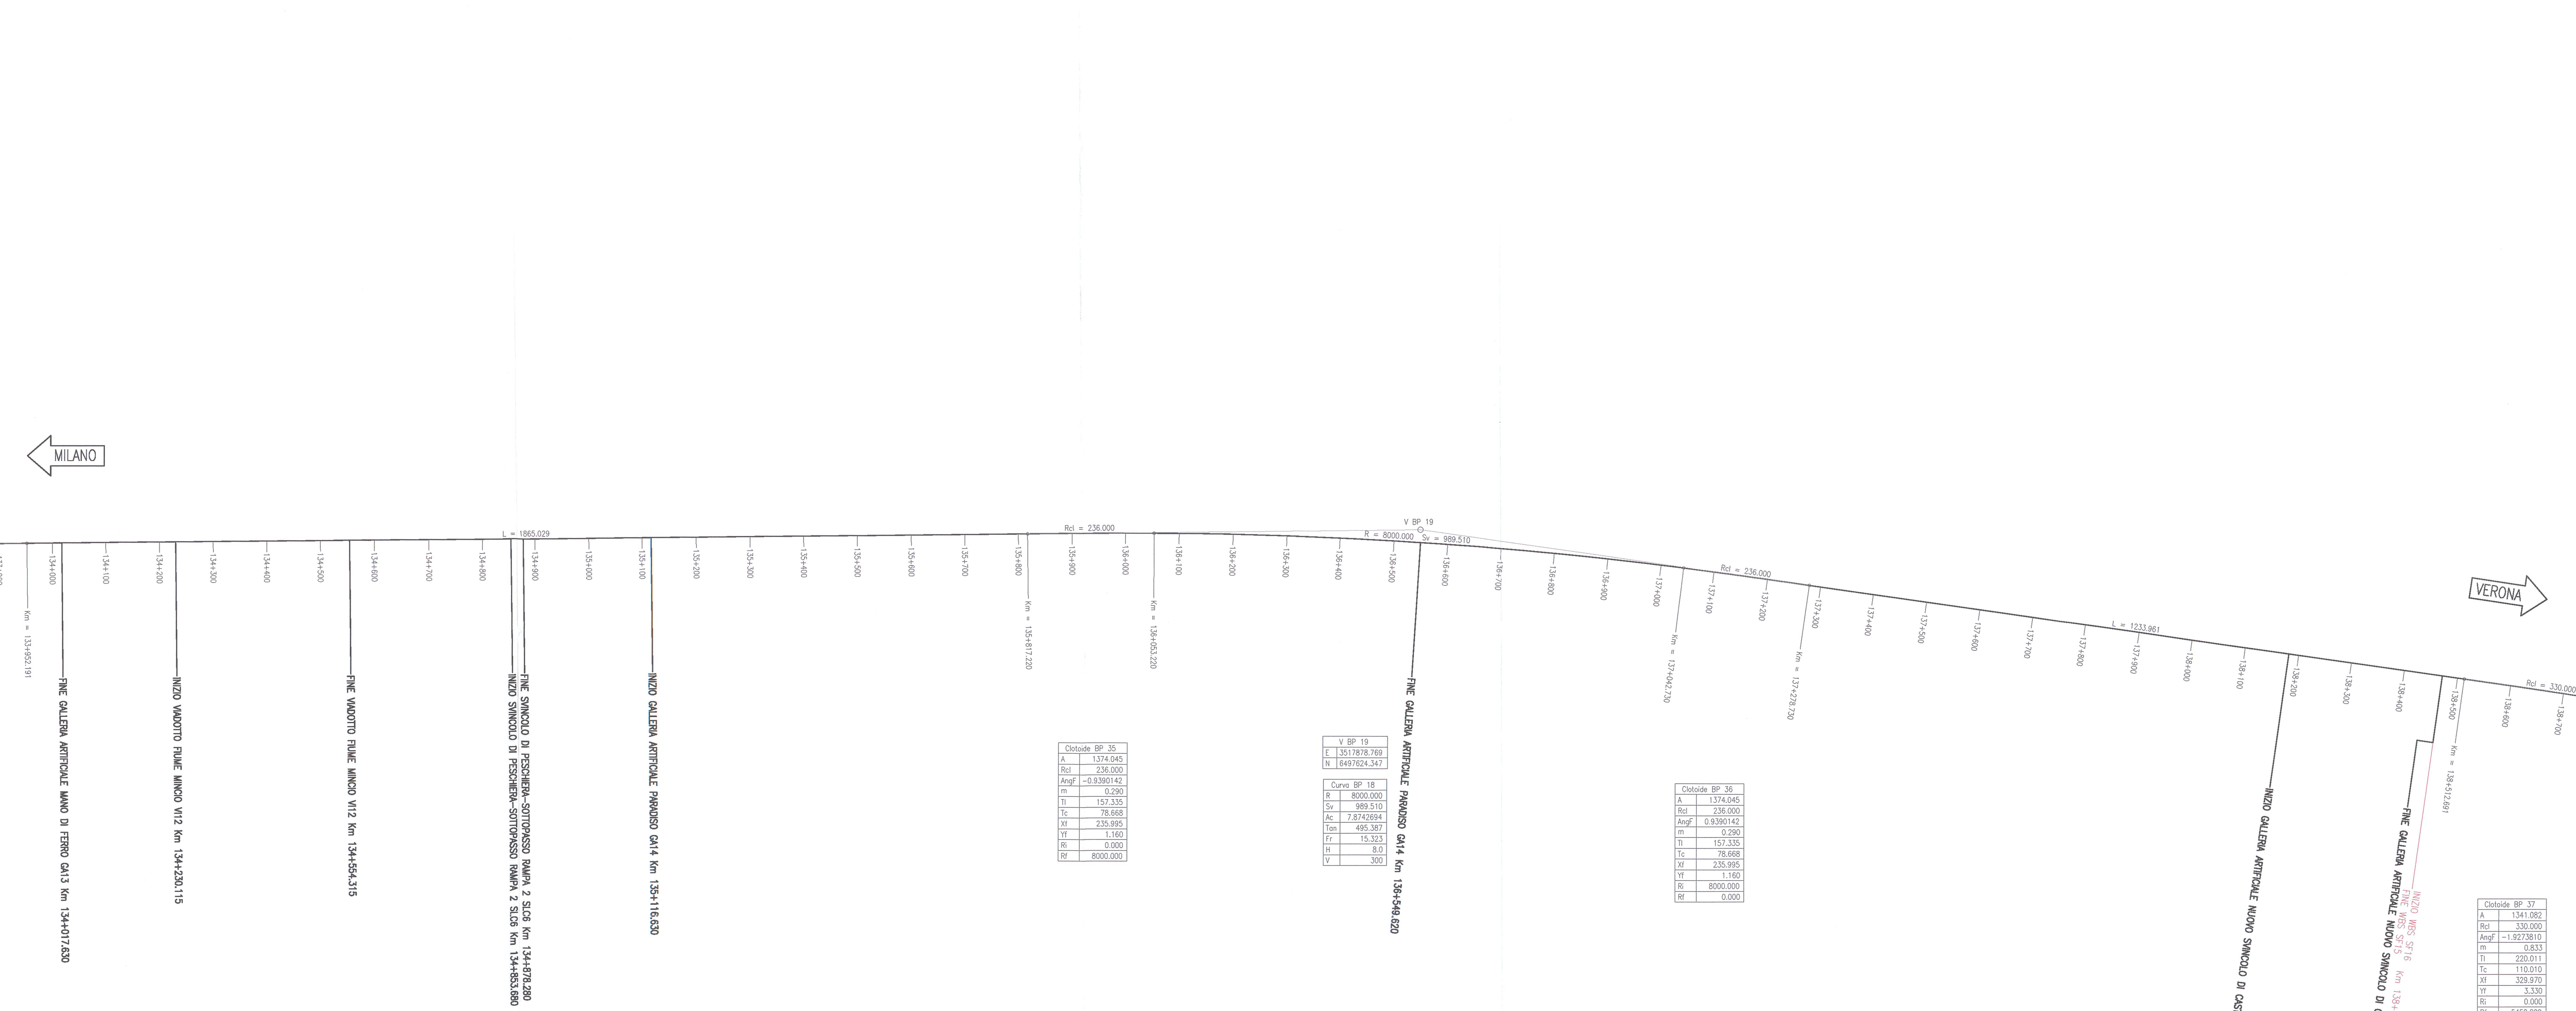 MILANO
VERONA
L = 1865.029
Rcl = 236.000
V BP 19
R = 8000.000
Sv = 989.510
Rcl = 236.000
L = 1233.961
Rcl = 330.000
134+000
134+100
134+200
134+300
134+400
134+500
134+600
134+700
134+800
134+900
135+000
135+100
135+200
135+300
135+400
135+500
135+600
135+700
135+800
135+900
136+000
136+100
136+200
136+300
136+400
136+500
136+600
136+700
136+800
136+900
137+000
137+100
137+200
137+300
137+400
137+500
137+600
137+700
137+800
137+900
138+000
138+100
138+200
138+300
138+400
138+500
138+600
138+700
Km = 133+952.191
FINE GALLERIA ARTIFICIALE MANO DI FERRO GA13 Km 134+017.630
INIZIO VIADOTTO FIUME MINCIO VI12 Km 134+230.115
FINE VIADOTTO FIUME MINCIO VI12 Km 134+554.315
INIZIO SVINCOLO DI PESCHIERA-SOTTOPASSO RAMPA 2 SLC6 Km 134+853.680
FINE SVINCOLO DI PESCHIERA-SOTTOPASSO RAMPA 2 SLC6 Km 134+878.280
INIZIO GALLERIA ARTIFICIALE PARADISO GA14 Km 135+116.630
Km = 135+817.220
Km = 136+053.220
FINE GALLERIA ARTIFICIALE PARADISO GA14 Km 136+549.620
Km = 137+042.730
Km = 137+278.730
INIZIO GALLERIA ARTIFICIALE NUOVO SVINCOLO DI
FINE GALLERIA ARTIFICIALE NUOVO SVINCOLO DI
INIZIO WBS SF16
FINE WBS SF15 Km 138+
Km = 138+512.691
Clotoide BP 35
A 1374.045
Rcl 236.000
AngF -0.9390142
m 0.290
Tl 157.335
Tc 78.668
Xf 235.995
Yf 1.160
Ri 0.000
Rf 8000.000
V BP 19
E 3517878.769
N 6497624.347
Curva BP 18
R 8000.000
Sv 989.510
Ac 7.8742694
Tan 495.387
Fr 15.323
H 8.0
V 300
Clotoide BP 36
A 1374.045
Rcl 236.000
AngF 0.9390142
m 0.290
Tl 157.335
Tc 78.668
Xf 235.995
Yf 1.160
Ri 8000.000
Rf 0.000
Clotoide BP 37
A 1341.082
Rcl 330.000
AngF -1.9273810
m 0.833
Tl 220.011
Tc 110.010
Xf 329.970
Yf 3.330
Ri 0.000